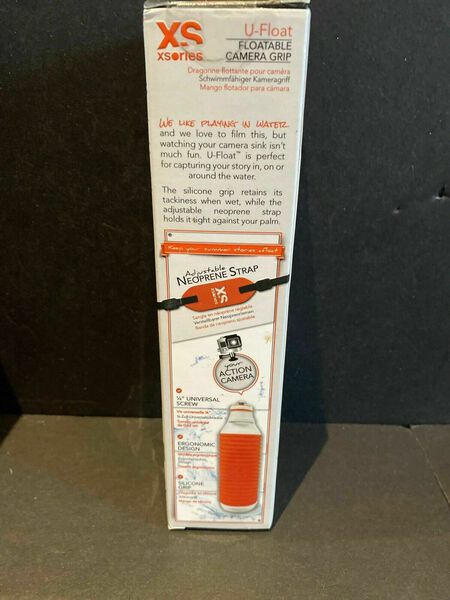 XS
xsories
U-Float
FLOATABLE
CAMERA GRIP
Dragonne flottante pour caméra
Schwimmfähiger Kameragriff
Mango flotador para cámara
WE LIKE PLAYING IN WATER
and we love to film this, but
watching your camera sink isn't
much fun. U-Float™ is perfect
for capturing your story in, on or
around the water.
The silicone grip retains its
tackiness when wet, while the
adjustable neoprene strap
holds it tight against your palm.
Keep your summer stories afloat
Adjustable
NEOPRENE STRAP
XS
Sangle en néoprène réglable
Verstellbarer Neoprenriemen
Banda de neopreno ajustable
your
ACTION
CAMERA
¼" UNIVERSAL
SCREW
Vis universelle ¼"
ERGONOMIC
DESIGN
SILICONE
GRIP